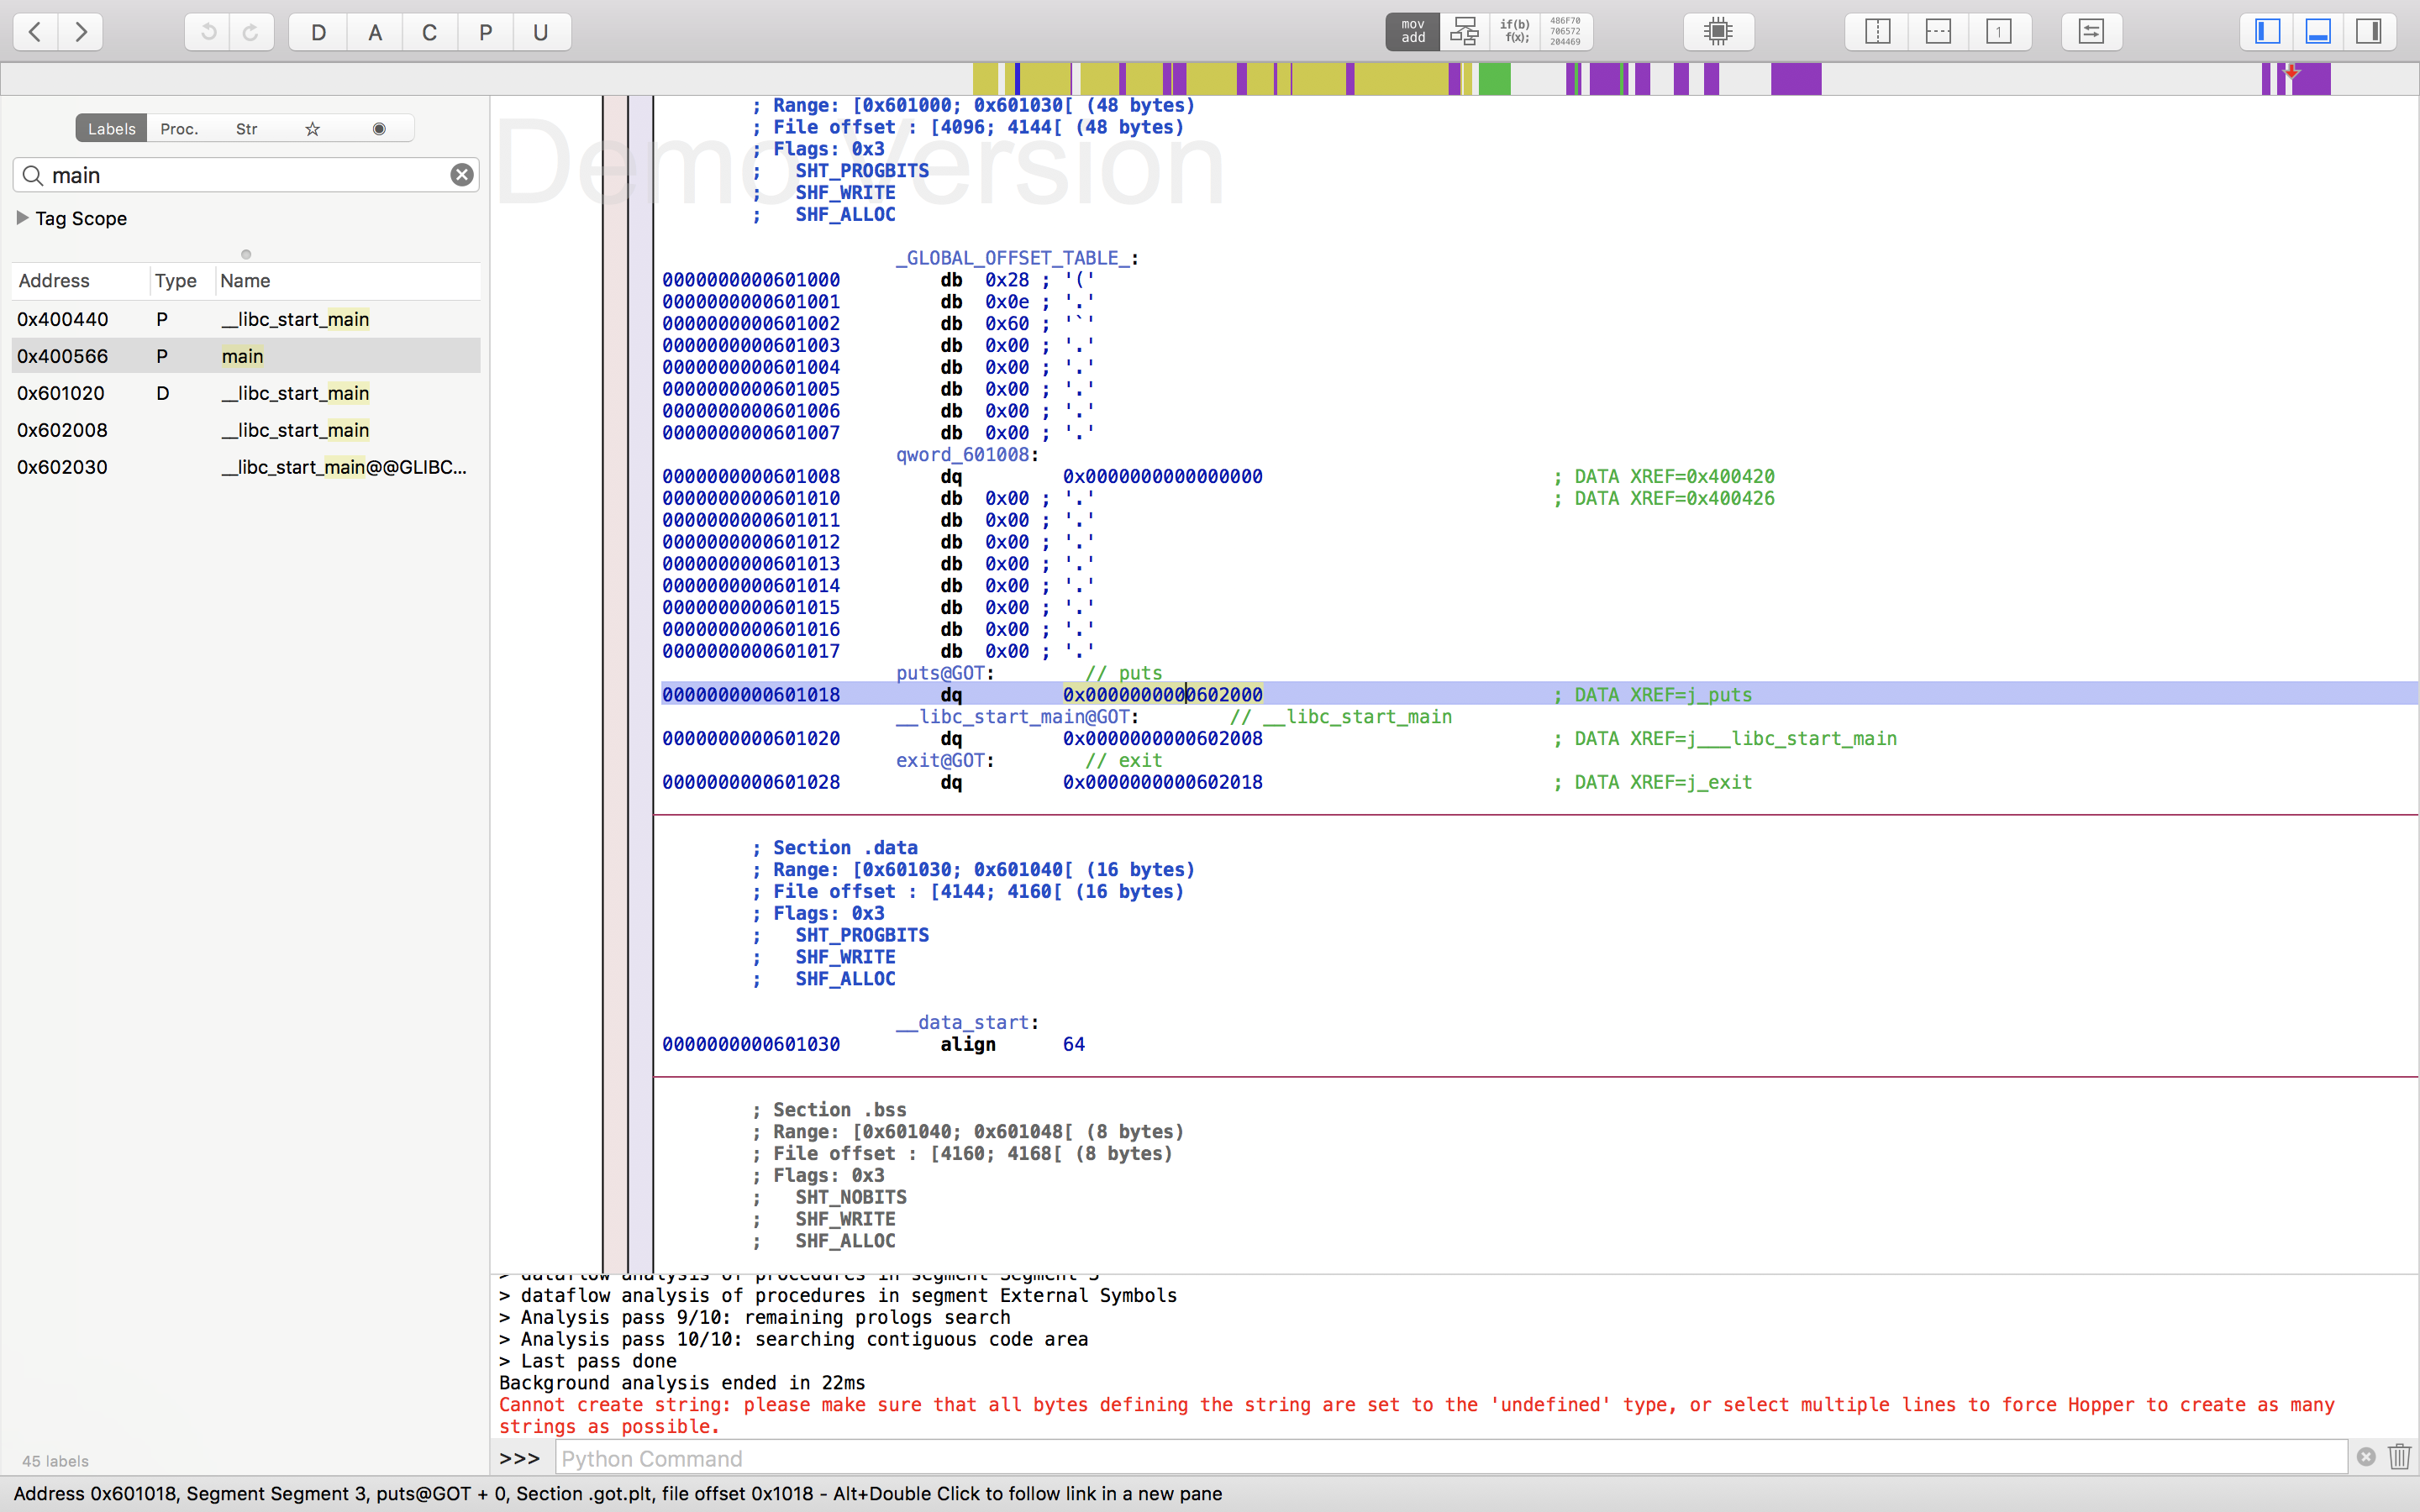 D A C P U
mov add
if(b) f(x);
486F70 706572 204469
1
Labels Proc. Str
main
Tag Scope
Address Type Name
0x400440 P __libc_start_main
0x400566 P main
0x601020 D __libc_start_main
0x602008 __libc_start_main
0x602030 __libc_start_main@@GLIBC...
45 labels
Demo Version
; Range: [0x601000; 0x601030[ (48 bytes)
; File offset : [4096; 4144[ (48 bytes)
; Flags: 0x3
;   SHT_PROGBITS
;   SHF_WRITE
;   SHF_ALLOC
_GLOBAL_OFFSET_TABLE_:
0000000000601000 db 0x28 ; '('
0000000000601001 db 0x0e ; '.'
0000000000601002 db 0x60 ; '`'
0000000000601003 db 0x00 ; '.'
0000000000601004 db 0x00 ; '.'
0000000000601005 db 0x00 ; '.'
0000000000601006 db 0x00 ; '.'
0000000000601007 db 0x00 ; '.'
qword_601008:
0000000000601008 dq 0x0000000000000000 ; DATA XREF=0x400420
0000000000601010 db 0x00 ; '.' ; DATA XREF=0x400426
0000000000601011 db 0x00 ; '.'
0000000000601012 db 0x00 ; '.'
0000000000601013 db 0x00 ; '.'
0000000000601014 db 0x00 ; '.'
0000000000601015 db 0x00 ; '.'
0000000000601016 db 0x00 ; '.'
0000000000601017 db 0x00 ; '.'
puts@GOT: // puts
0000000000601018 dq 0x0000000000602000 ; DATA XREF=j_puts
__libc_start_main@GOT: // __libc_start_main
0000000000601020 dq 0x0000000000602008 ; DATA XREF=j___libc_start_main
exit@GOT: // exit
0000000000601028 dq 0x0000000000602018 ; DATA XREF=j_exit
; Section .data
; Range: [0x601030; 0x601040[ (16 bytes)
; File offset : [4144; 4160[ (16 bytes)
; Flags: 0x3
;   SHT_PROGBITS
;   SHF_WRITE
;   SHF_ALLOC
__data_start:
0000000000601030 align 64
; Section .bss
; Range: [0x601040; 0x601048[ (8 bytes)
; File offset : [4160; 4168[ (8 bytes)
; Flags: 0x3
;   SHT_NOBITS
;   SHF_WRITE
;   SHF_ALLOC
> dataflow analysis of procedures in segment Segment 3
> dataflow analysis of procedures in segment External Symbols
> Analysis pass 9/10: remaining prologs search
> Analysis pass 10/10: searching contiguous code area
> Last pass done
Background analysis ended in 22ms
Cannot create string: please make sure that all bytes defining the string are set to the 'undefined' type, or select multiple lines to force Hopper to create as many
strings as possible.
>>> Python Command
Address 0x601018, Segment Segment 3, puts@GOT + 0, Section .got.plt, file offset 0x1018 - Alt+Double Click to follow link in a new pane